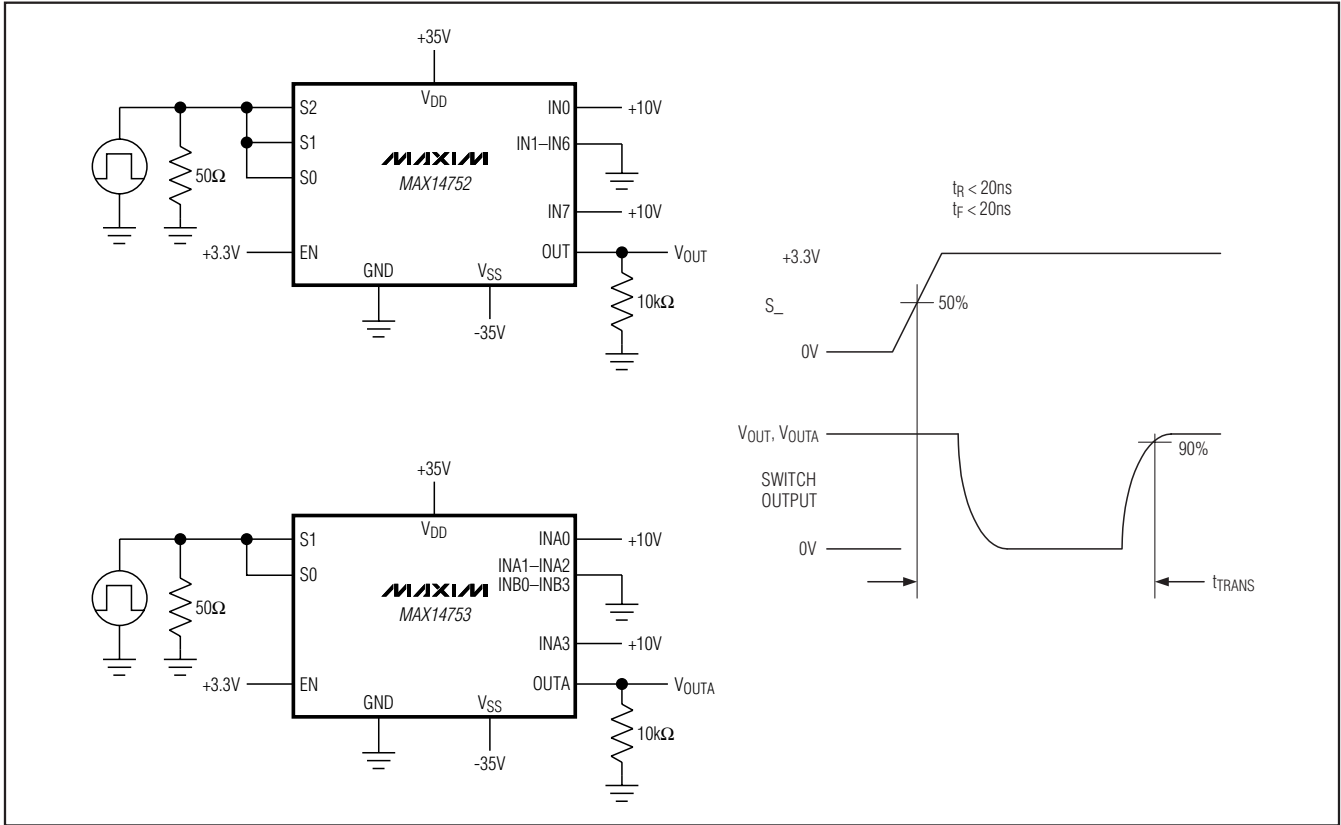 +35V
VDD
S2
S1
S0
50Ω
+3.3V
EN
GND
VSS
-35V
MAXIM
MAX14752
IN0
+10V
IN1–IN6
IN7
+10V
OUT
VOUT
10kΩ
+35V
VDD
S1
S0
50Ω
+3.3V
EN
GND
VSS
-35V
MAXIM
MAX14753
INA0
+10V
INA1–INA2
INB0–INB3
INA3
+10V
OUTA
VOUTA
10kΩ
tR < 20ns
tF < 20ns
+3.3V
S_
50%
0V
VOUT, VOUTA
90%
SWITCH
OUTPUT
0V
tTRANS